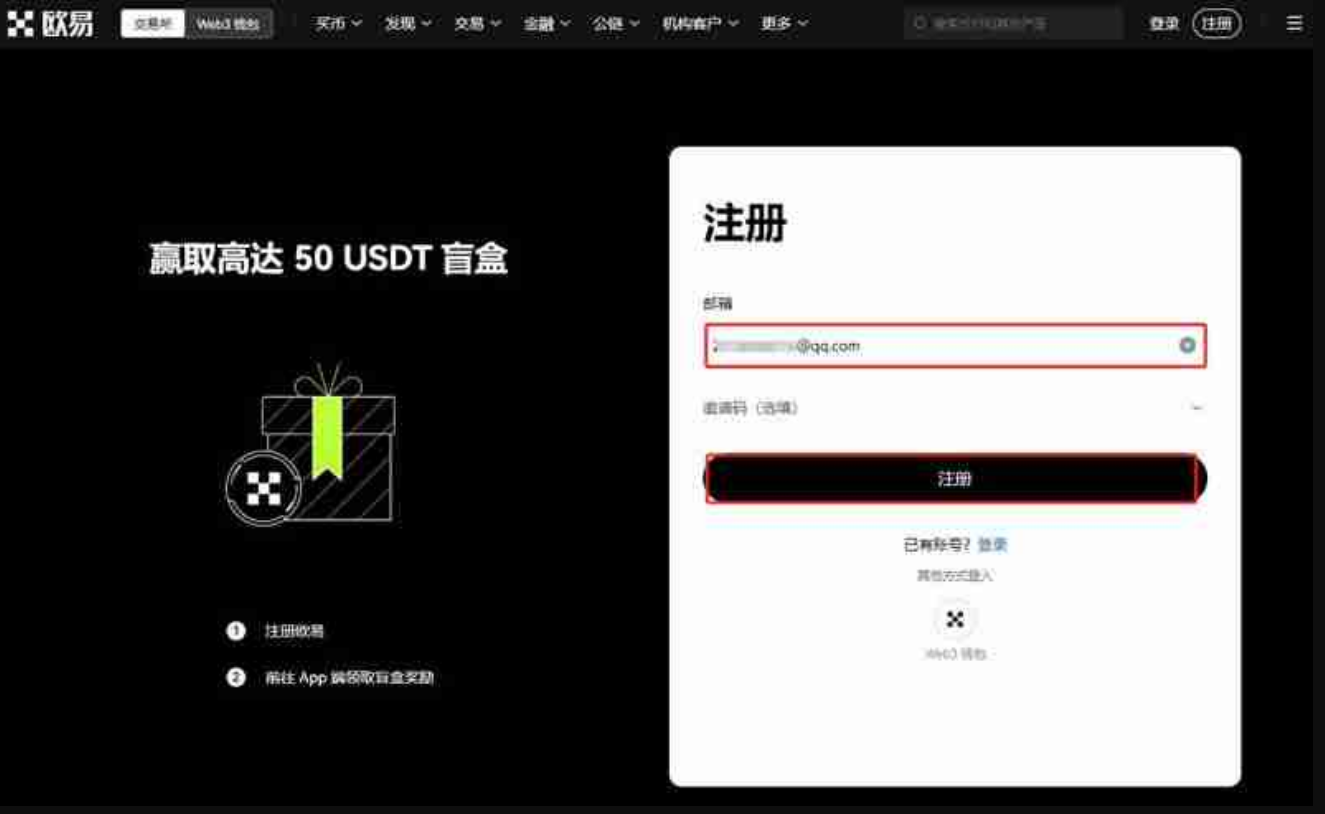 欧易 交易所 Web3 钱包 买币 发现 交易 金融 公链 机构客户 更多 登录 注册
赢取高达 50 USDT 盲盒
1 注册欧易
2 前往 App 端领取盲盒奖励
注册
邮箱
@qq.com
邀请码（选填）
注册
已有账号？登录
其他方式登入
Web3 钱包